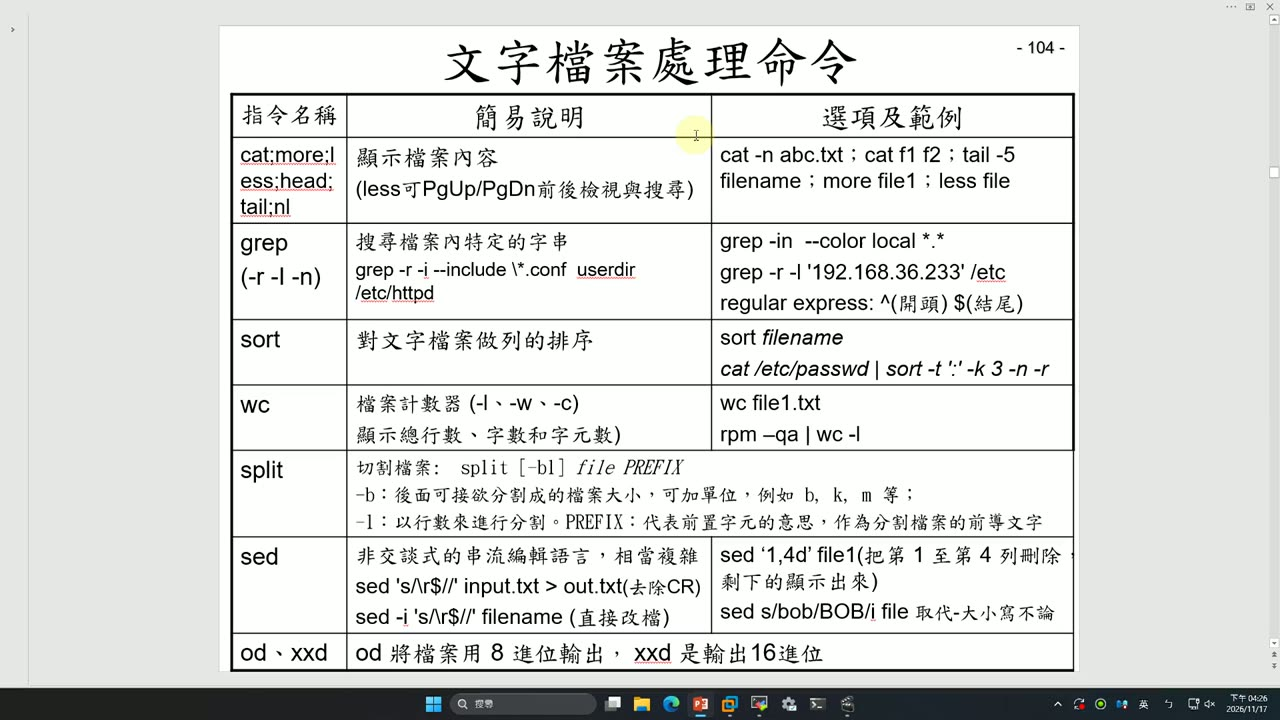 文字檔案處理命令
- 104 -
指令名稱
簡易說明
選項及範例
cat;more;l
ess;head;
tail;nl
顯示檔案內容
(less可PgUp/PgDn前後檢視與搜尋)
cat -n abc.txt；cat f1 f2；tail -5
filename；more file1；less file
grep
(-r -l -n)
搜尋檔案內特定的字串
grep -r -i --include \*.conf userdir
/etc/httpd
grep -in --color local *.*
grep -r -l '192.168.36.233' /etc
regular express: ^(開頭) $(結尾)
sort
對文字檔案做列的排序
sort filename
cat /etc/passwd | sort -t ':' -k 3 -n -r
wc
檔案計數器 (-l、-w、-c)
顯示總行數、字數和字元數)
wc file1.txt
rpm –qa | wc -l
split
切割檔案: split [-bl] file PREFIX
-b：後面可接欲分割成的檔案大小，可加單位，例如 b, k, m 等；
-l：以行數來進行分割。PREFIX：代表前置字元的意思，作為分割檔案的前導文字
sed
非交談式的串流編輯語言，相當複雜
sed 's/\r$//' input.txt > out.txt(去除CR)
sed -i 's/\r$//' filename (直接改檔)
sed ‘1,4d’ file1(把第 1 至第 4 列刪除，
剩下的顯示出來)
sed s/bob/BOB/i file 取代-大小寫不論
od、xxd
od 將檔案用 8 進位輸出， xxd 是輸出16進位
搜尋
英
ㄅ
下午 04:26
2026/11/17